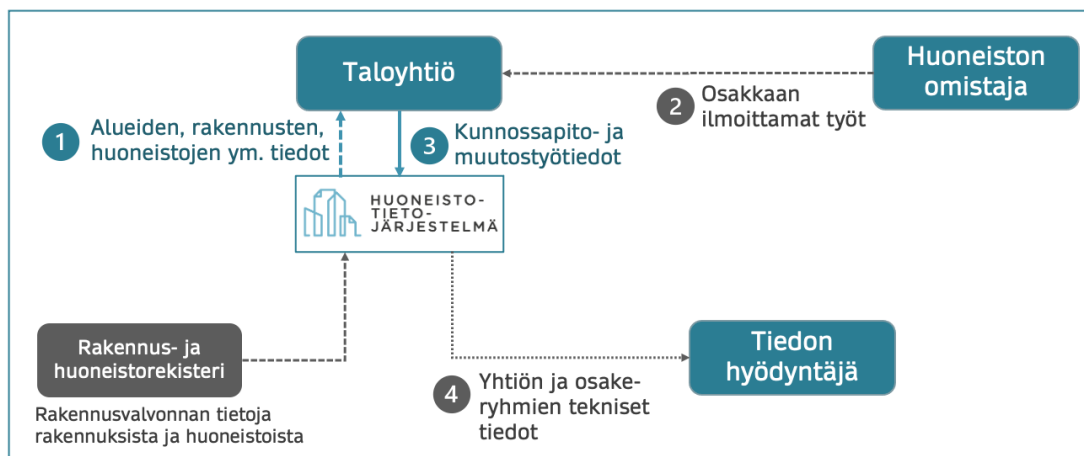 Taloyhtiö
Huoneiston
omistaja
1
Alueiden, rakennusten,
huoneistojen ym. tiedot
2
Osakkaan
ilmoittamat työt
3
Kunnossapito- ja
muutostyötiedot
HUONEISTO-
TIETO-
JÄRJESTELMÄ
Rakennus- ja
huoneistorekisteri
Rakennusvalvonnan tietoja
rakennuksista ja huoneistoista
4
Yhtiön ja osake-
ryhmien tekniset
tiedot
Tiedon
hyödyntäjä